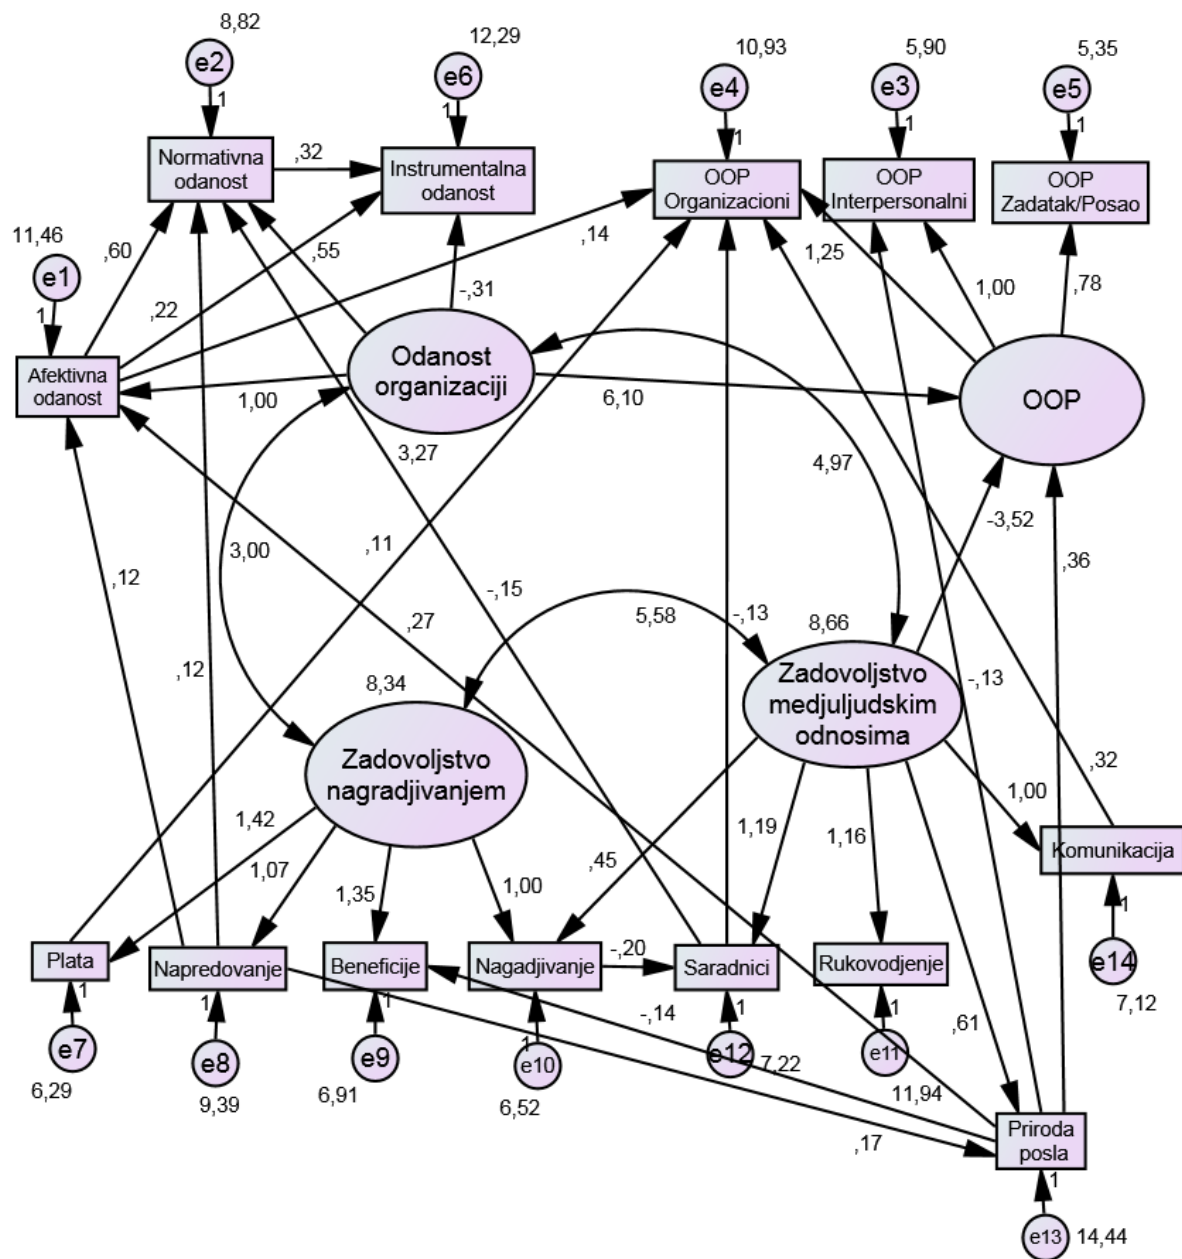 8,82
12,29
10,93
5,90
5,35
e2
e6
e4
e3
e5
1
1
1
1
1
Normativna
odanost
,32
Instrumentalna
odanost
OOP
Organizacioni
OOP
Interpersonalni
OOP
Zadatak/Posao
11,46
e1
1
,60
,55
,14
1,25
1,00
,78
,22
-,31
Afektivna
odanost
1,00
Odanost
organizaciji
6,10
OOP
3,27
4,97
-3,52
3,00
,11
,36
,12
-,15
,27
5,58
-,13
8,66
,12
8,34
Zadovoljstvo
medjuljudskim
odnosima
-,13
Zadovoljstvo
nagradjivanjem
,32
1,42
1,07
1,35
1,00
,45
1,19
1,16
1,00
Komunikacija
1
e14
7,12
Plata
Napredovanje
Beneficije
Nagadjivanje
-,20
Saradnici
Rukovodjenje
1
1
1
1
1
1
-,14
,61
e7
e8
e9
e10
e12
7,22
e11
6,29
9,39
6,91
6,52
11,94
,17
Priroda
posla
1
e13
14,44